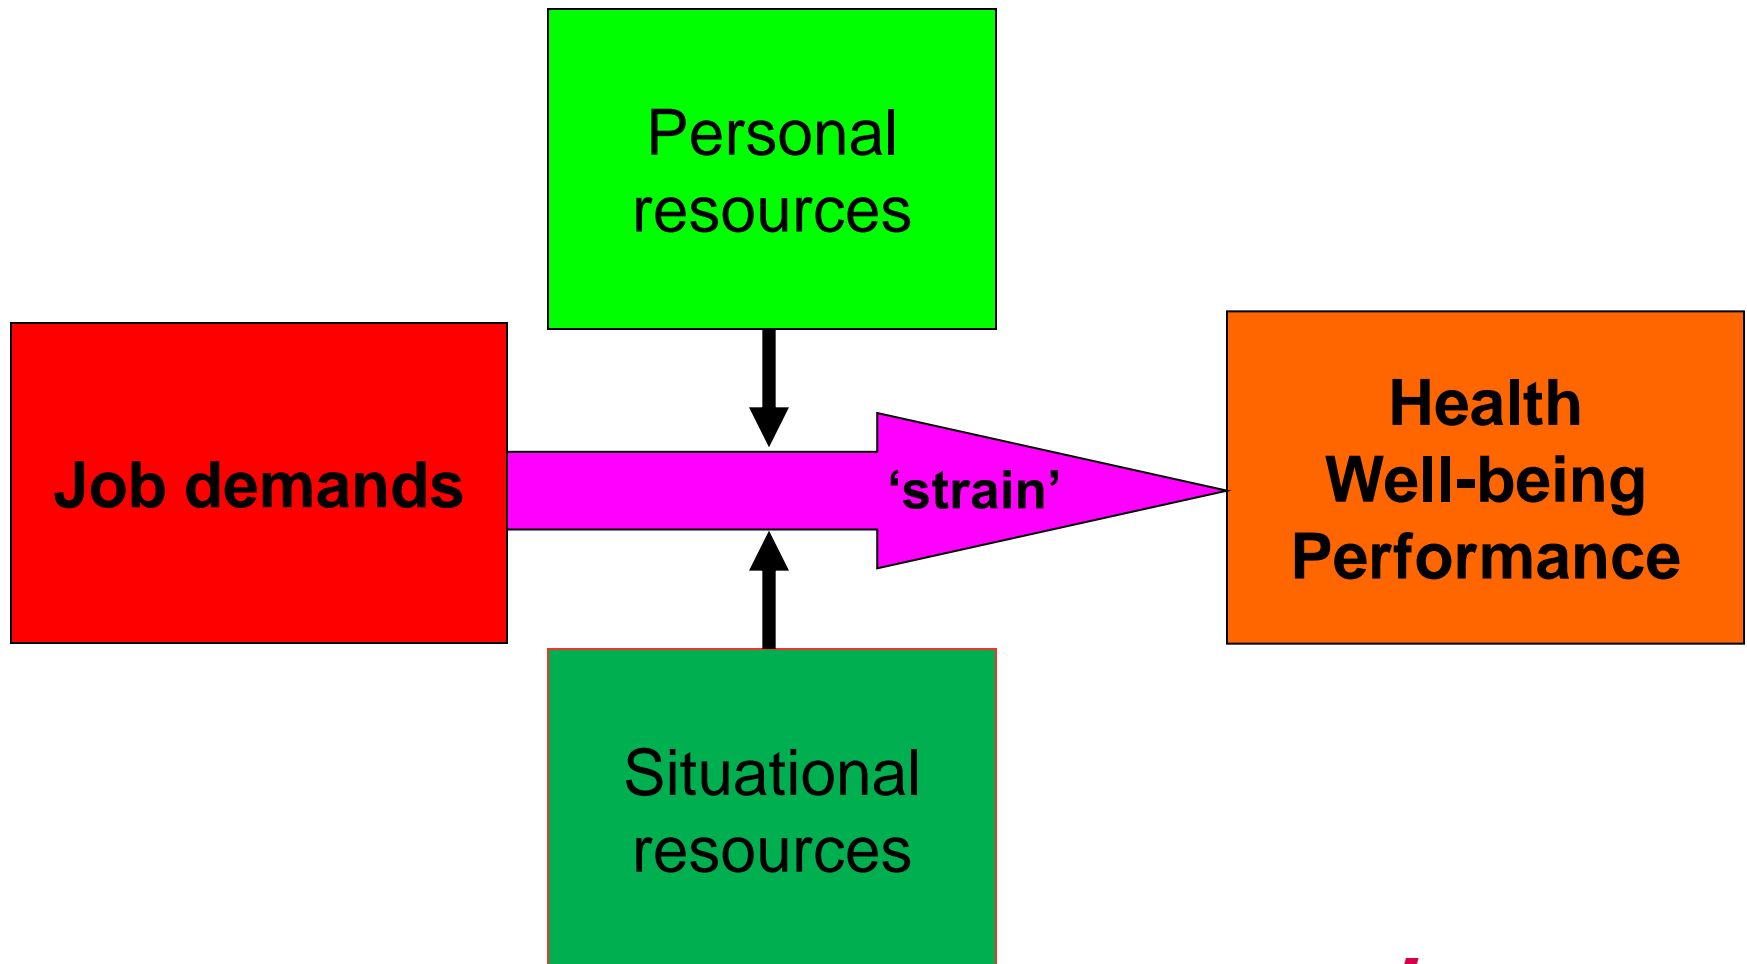 Personal
resources
Job demands
‘strain’
Health
Well-being
Performance
Situational
resources